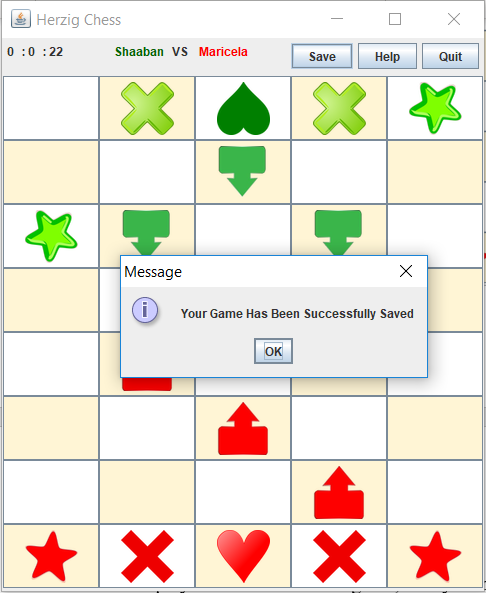 Herzig Chess
0 : 0 : 22 Shaaban VS Maricela Save Help Quit
Message
i Your Game Has Been Successfully Saved
OK